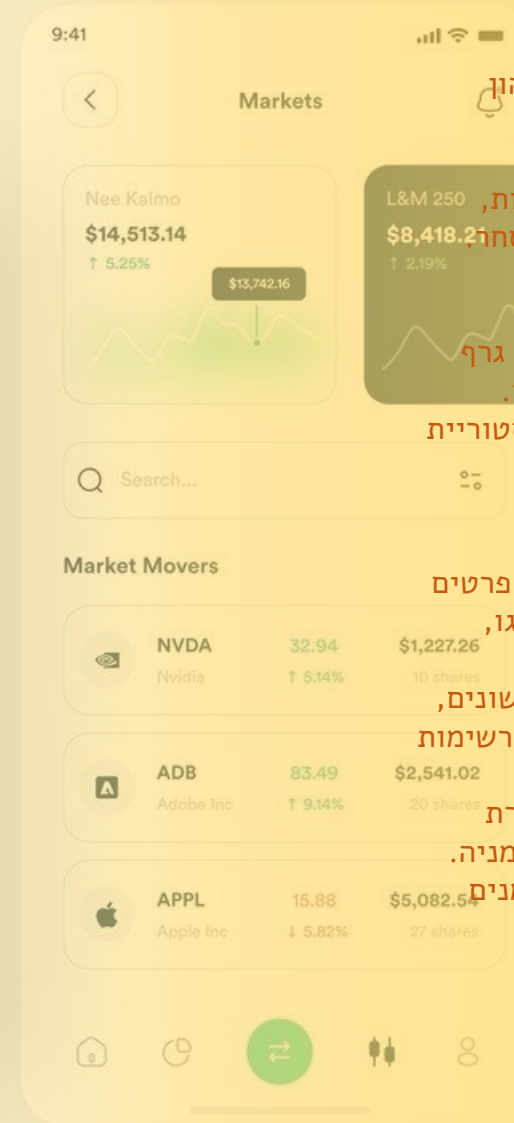 9:41
Markets
Nee Kalmo
$14,513.14
↑ 5.25%
$13,742.16
L&M 250
$8,418.21
↑ 2.19%
גרף
Search...
Market Movers
פרטים
NVDA 32.94 $1,227.26
Nvidia ↑ 5.14% 10 shares
רשימות
ADB 83.49 $2,541.02
Adobe Inc ↑ 9.14% 20 shares
APPL 15.88 $5,082.54
Apple Inc ↓ 5.82% 27 shares